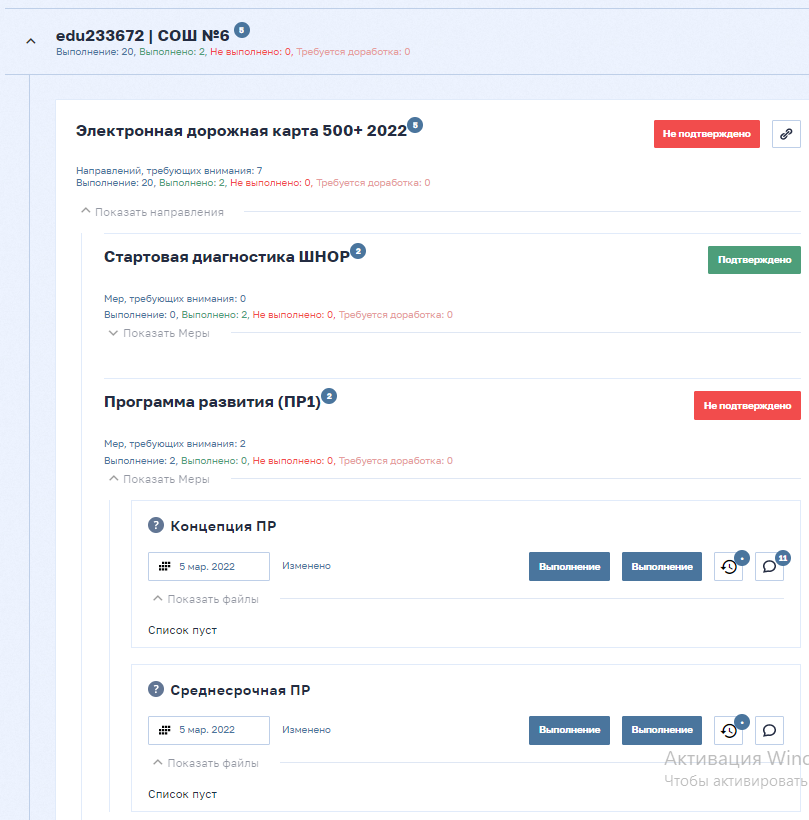 edu233672 | СОШ №6 5
Выполнение: 20, Выполнено: 2, Не выполнено: 0, Требуется доработка: 0
Электронная дорожная карта 500+ 2022 5
Не подтверждено
Направлений, требующих внимания: 7
Выполнение: 20, Выполнено: 2, Не выполнено: 0, Требуется доработка: 0
Показать направления
Стартовая диагностика ШНОР 2
Подтверждено
Мер, требующих внимания: 0
Выполнение: 0, Выполнено: 2, Не выполнено: 0, Требуется доработка: 0
Показать Меры
Программа развития (ПР1) 2
Не подтверждено
Мер, требующих внимания: 2
Выполнение: 2, Выполнено: 0, Не выполнено: 0, Требуется доработка: 0
Показать Меры
? Концепция ПР
5 мар. 2022 Изменено Выполнение Выполнение 11
Показать файлы
Список пуст
? Среднесрочная ПР
5 мар. 2022 Изменено Выполнение Выполнение
Показать файлы
Список пуст
Активация Wind
Чтобы активировать